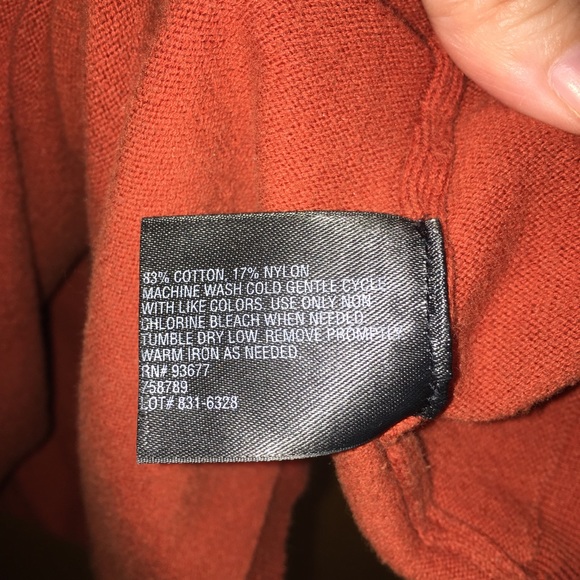 83% COTTON, 17% NYLON
MACHINE WASH COLD GENTLE CYCLE
WITH LIKE COLORS. USE ONLY NON
CHLORINE BLEACH WHEN NEEDED.
TUMBLE DRY LOW. REMOVE PROMPTLY
WARM IRON AS NEEDED.
RN# 93677
758789
LOT# 831-6328